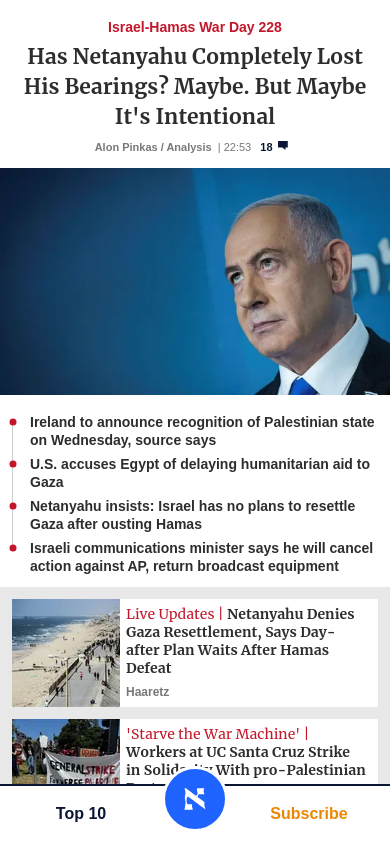 Israel-Hamas War Day 228
Has Netanyahu Completely Lost
His Bearings? Maybe. But Maybe
It's Intentional
Alon Pinkas / Analysis | 22:53 18
Ireland to announce recognition of Palestinian state
on Wednesday, source says
U.S. accuses Egypt of delaying humanitarian aid to
Gaza
Netanyahu insists: Israel has no plans to resettle
Gaza after ousting Hamas
Israeli communications minister says he will cancel
action against AP, return broadcast equipment
Live Updates | Netanyahu Denies
Gaza Resettlement, Says Day-
after Plan Waits After Hamas
Defeat
Haaretz
'Starve the War Machine' |
Workers at UC Santa Cruz Strike
in Solidarity With pro-Palestinian
GENERAL STRIKE
Top 10
Subscribe